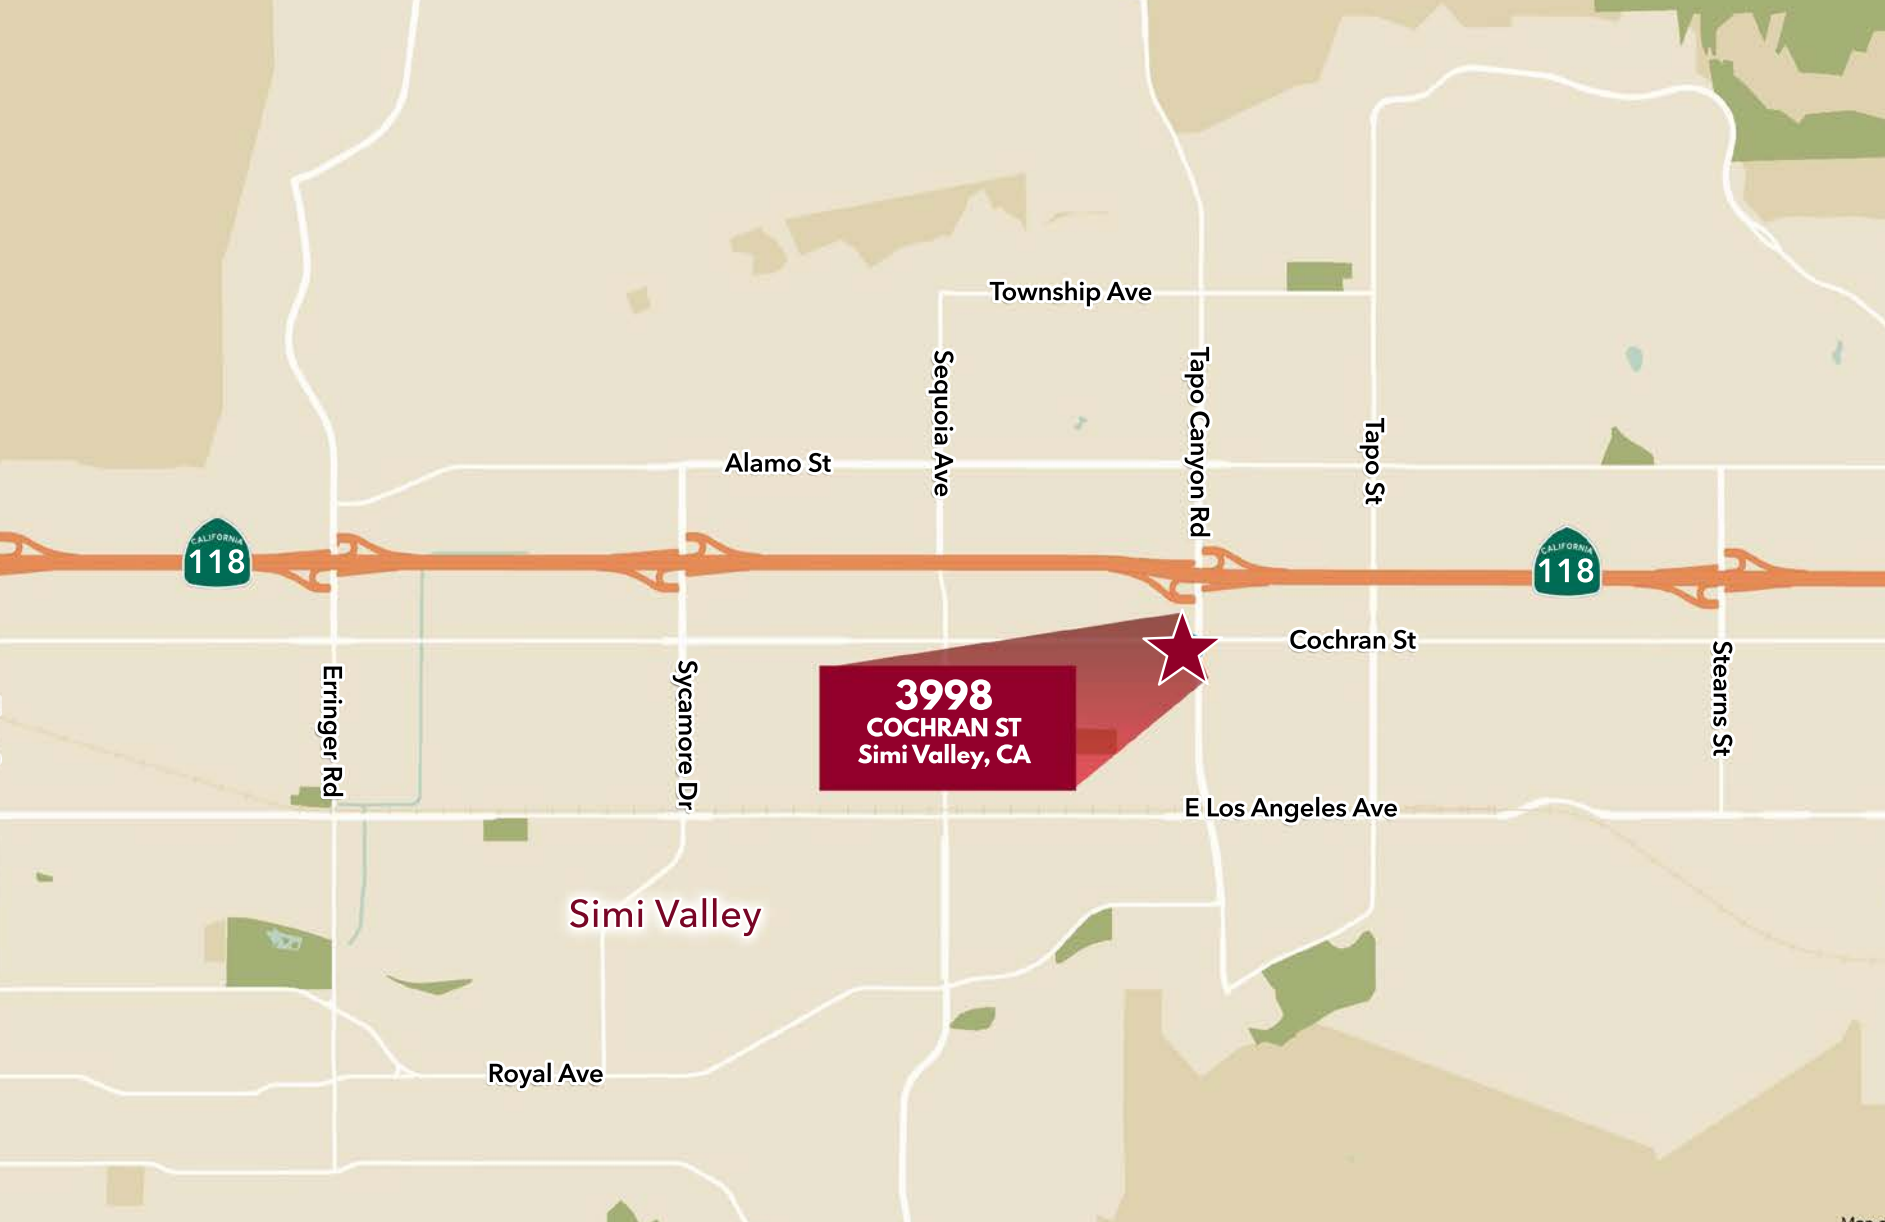 Township Ave
Sequoia Ave
Tapo Canyon Rd
Tapo St
Alamo St
CALIFORNIA
118
CALIFORNIA
118
Cochran St
Erringer Rd
Sycamore Dr
Stearns St
3998
COCHRAN ST
Simi Valley, CA
E Los Angeles Ave
Simi Valley
Royal Ave